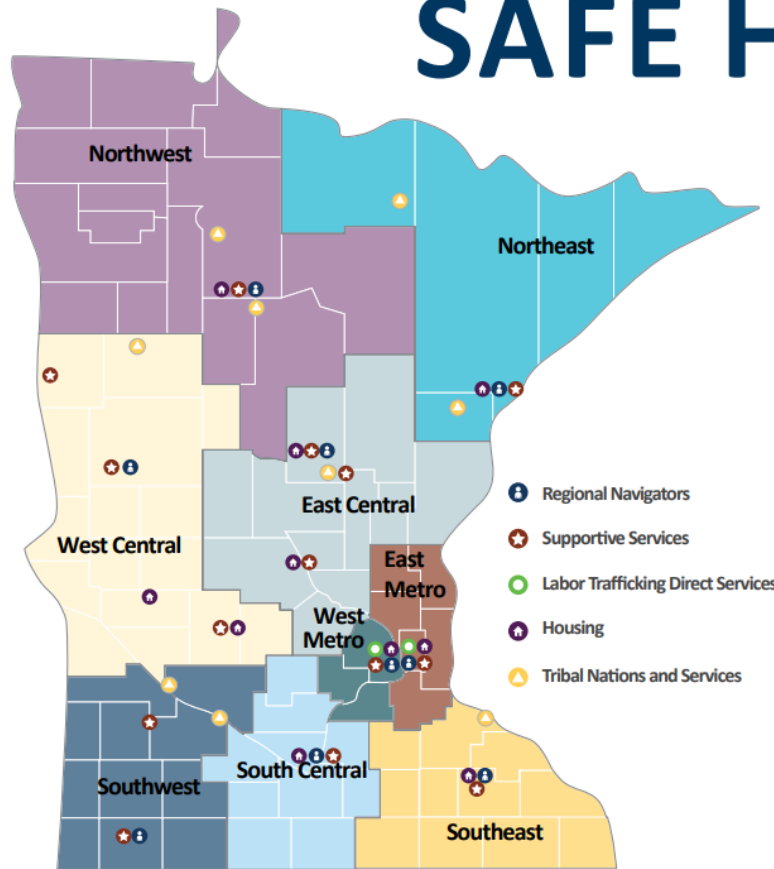 SAFE H
Northwest
Northeast
East Central
West Central
East
Metro
West
Metro
South Central
Southwest
Southeast
Regional Navigators
Supportive Services
Labor Trafficking Direct Services
Housing
Tribal Nations and Services